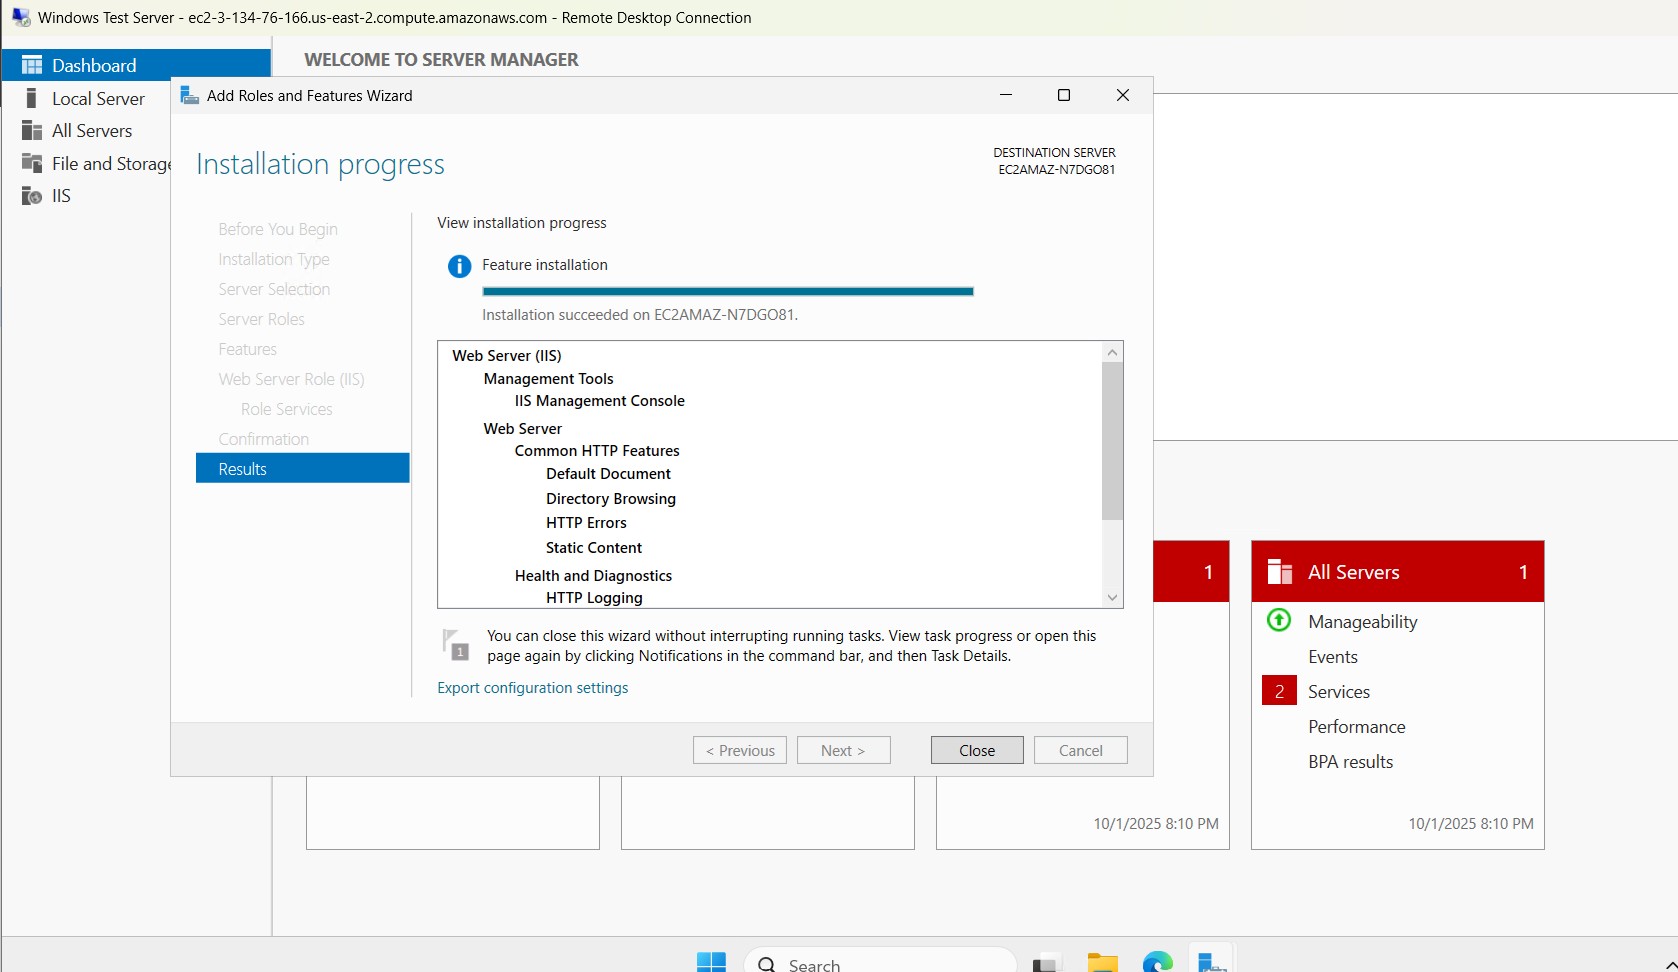 Windows Test Server - ec2-3-134-76-166.us-east-2.compute.amazonaws.com - Remote Desktop Connection
Dashboard
Local Server
All Servers
File and Storage
IIS
WELCOME TO SERVER MANAGER
Add Roles and Features Wizard
Installation progress
DESTINATION SERVER
EC2AMAZ-N7DGO81
Before You Begin
Installation Type
Server Selection
Server Roles
Features
Web Server Role (IIS)
Role Services
Confirmation
Results
View installation progress
Feature installation
Installation succeeded on EC2AMAZ-N7DGO81.
Web Server (IIS)
Management Tools
IIS Management Console
Web Server
Common HTTP Features
Default Document
Directory Browsing
HTTP Errors
Static Content
Health and Diagnostics
HTTP Logging
1
You can close this wizard without interrupting running tasks. View task progress or open this
page again by clicking Notifications in the command bar, and then Task Details.
Export configuration settings
< Previous
Next >
Close
Cancel
1
10/1/2025 8:10 PM
All Servers 1
Manageability
Events
2 Services
Performance
BPA results
10/1/2025 8:10 PM
Search